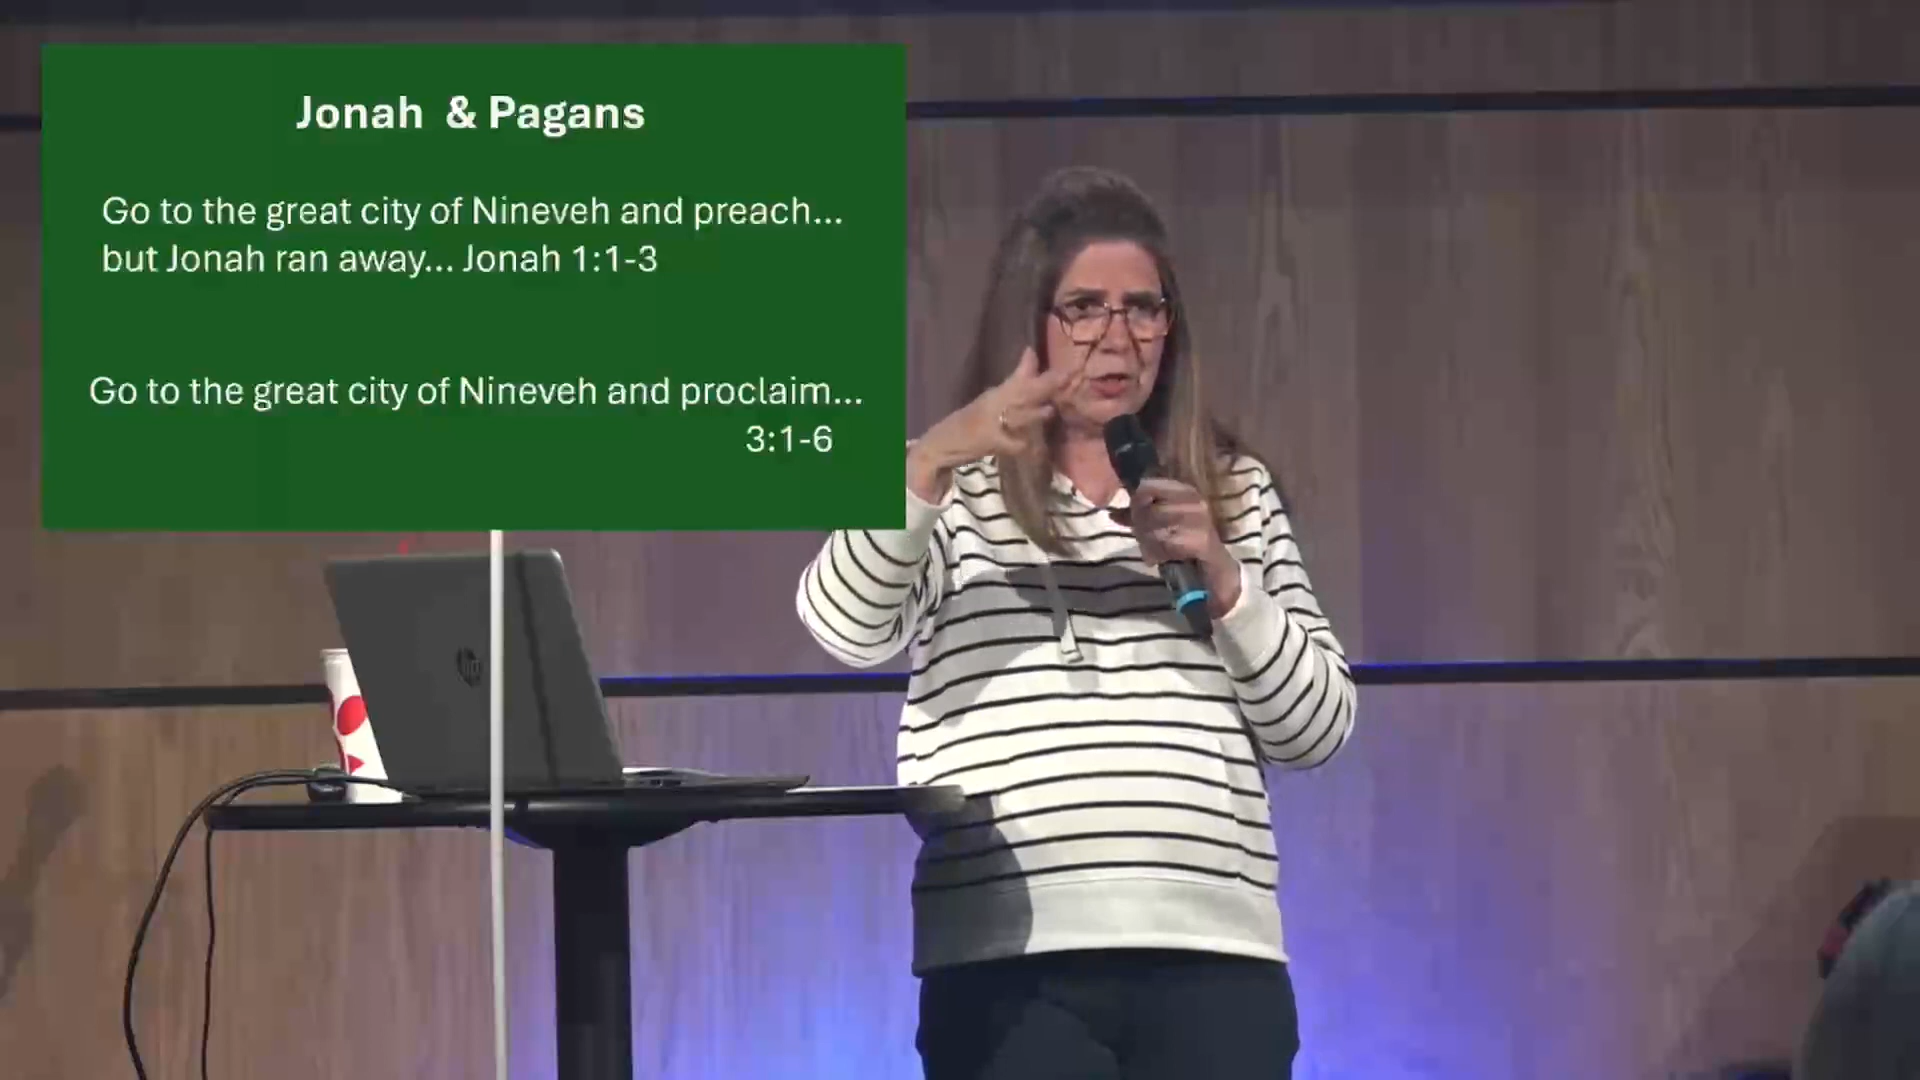 Jonah & Pagans
Go to the great city of Nineveh and preach...
but Jonah ran away... Jonah 1:1-3
Go to the great city of Nineveh and proclaim...
3:1-6
hp